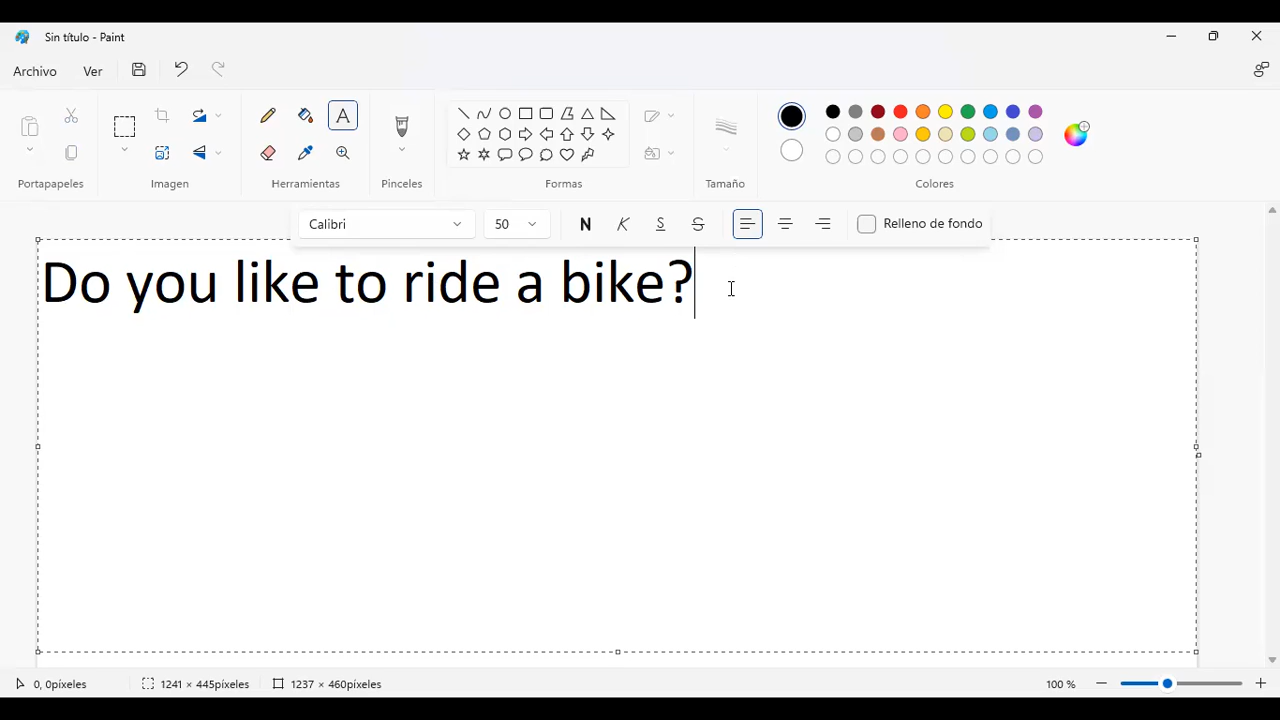 Sin título - Paint
Archivo Ver
Portapapeles Imagen Herramientas Pinceles Formas Tamaño Colores
Calibri 50 N K S Relleno de fondo
Do you like to ride a bike?
0, 0píxeles 1241 × 445píxeles 1237 × 460píxeles 100 %